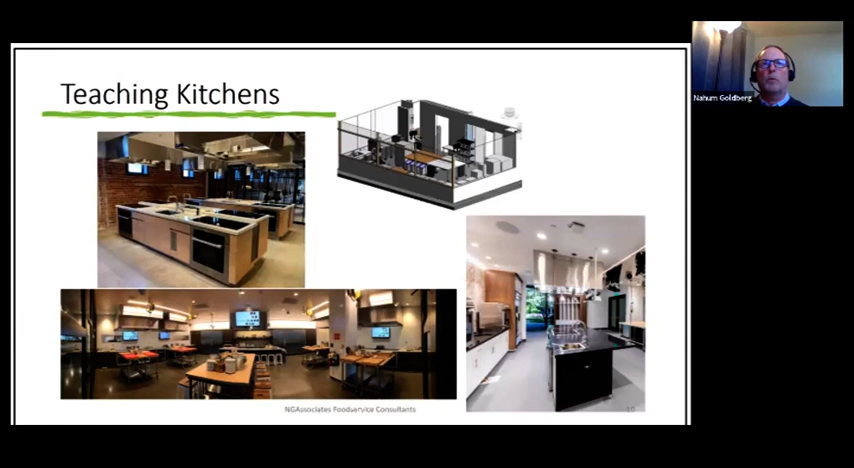 Teaching Kitchens
Nahum Goldberg
NGAssociates Foodservice Consultants
10